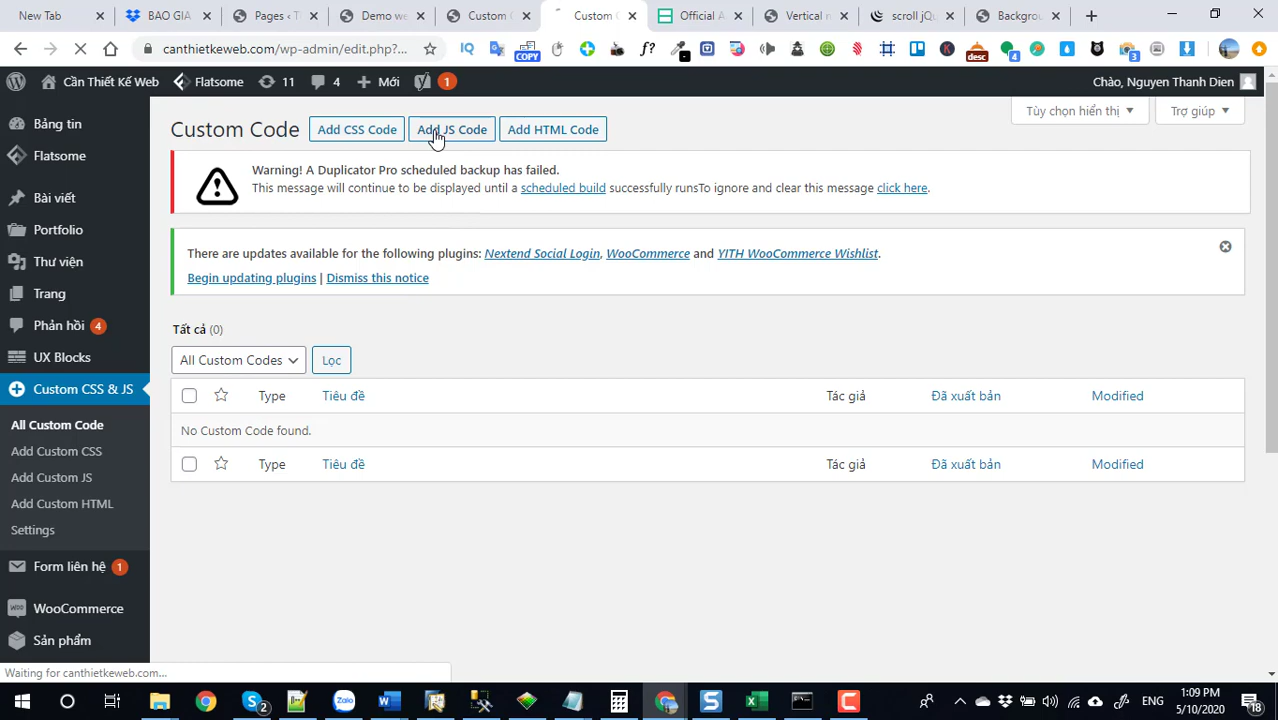 New Tab
BAO GIA
Pages ‹
Demo we
Custom C
Custom C
Official A
Vertical n
scroll jQu
Backgrou
canthietkeweb.com/wp-admin/edit.php?...
COPY
desc
4
3
Cần Thiết Kế Web
Flatsome
11
4
Mới
1
Chào, Nguyen Thanh Dien
Bảng tin
Flatsome
Bài viết
Portfolio
Thư viện
Trang
Phản hồi 4
UX Blocks
Custom CSS & JS
All Custom Code
Add Custom CSS
Add Custom JS
Add Custom HTML
Settings
Form liên hệ 1
WooCommerce
Sản phẩm
Custom Code
Add CSS Code
Add JS Code
Add HTML Code
Tùy chọn hiển thị
Trợ giúp
Warning! A Duplicator Pro scheduled backup has failed.
This message will continue to be displayed until a scheduled build successfully runsTo ignore and clear this message click here.
There are updates available for the following plugins: Nextend Social Login, WooCommerce and YITH WooCommerce Wishlist.
Begin updating plugins | Dismiss this notice
Tất cả (0)
All Custom Codes
Lọc
Type Tiêu đề Tác giả Đã xuất bản Modified
No Custom Code found.
Type Tiêu đề Tác giả Đã xuất bản Modified
Waiting for canthietkeweb.com...
2
Zalo
ENG
1:09 PM
5/10/2020
18